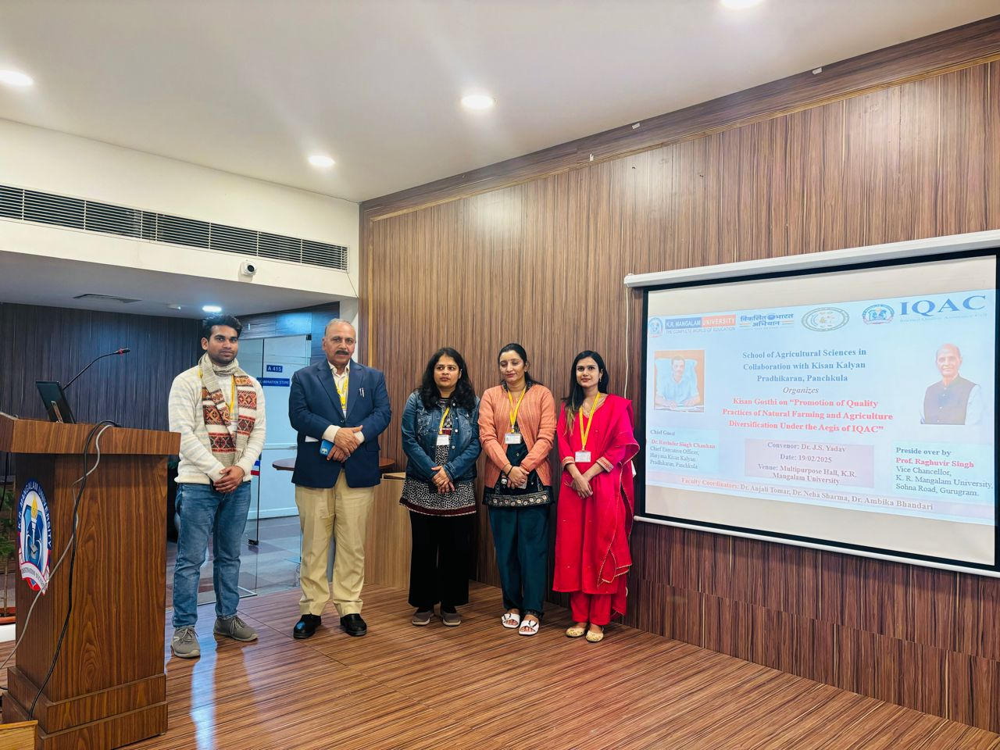 A 415
EXAMINATION STORE
K.R. MANGALAM UNIVERSITY
THE COMPLETE WORLD OF EDUCATION
विकसित भारत
अभियान
IQAC
School of Agricultural Sciences in
Collaboration with Kisan Kalyan
Pradhikaran, Panchkula
Organizes
Kisan Gosthi on “Promotion of Quality
Practices of Natural Farming and Agriculture
Diversification Under the Aegis of IQAC”
Chief Guest
Dr. Ravinder Singh Chauhan
Chief Executive Officer,
Haryana Kisan Kalyan
Pradhikaran, Panchkula
Convenor: Dr. J.S. Yadav
Date: 19/02/2025
Venue: Multipurpose Hall, K.R.
Mangalam University
Preside over by
Prof. Raghuvir Singh
Vice Chancellor,
K. R. Mangalam University,
Sohna Road, Gurugram.
Faculty Coordinators: Dr. Anjali Tomar, Dr. Neha Sharma, Dr. Ambika Bhandari
K.R. MANGALAM UNIVERSITY